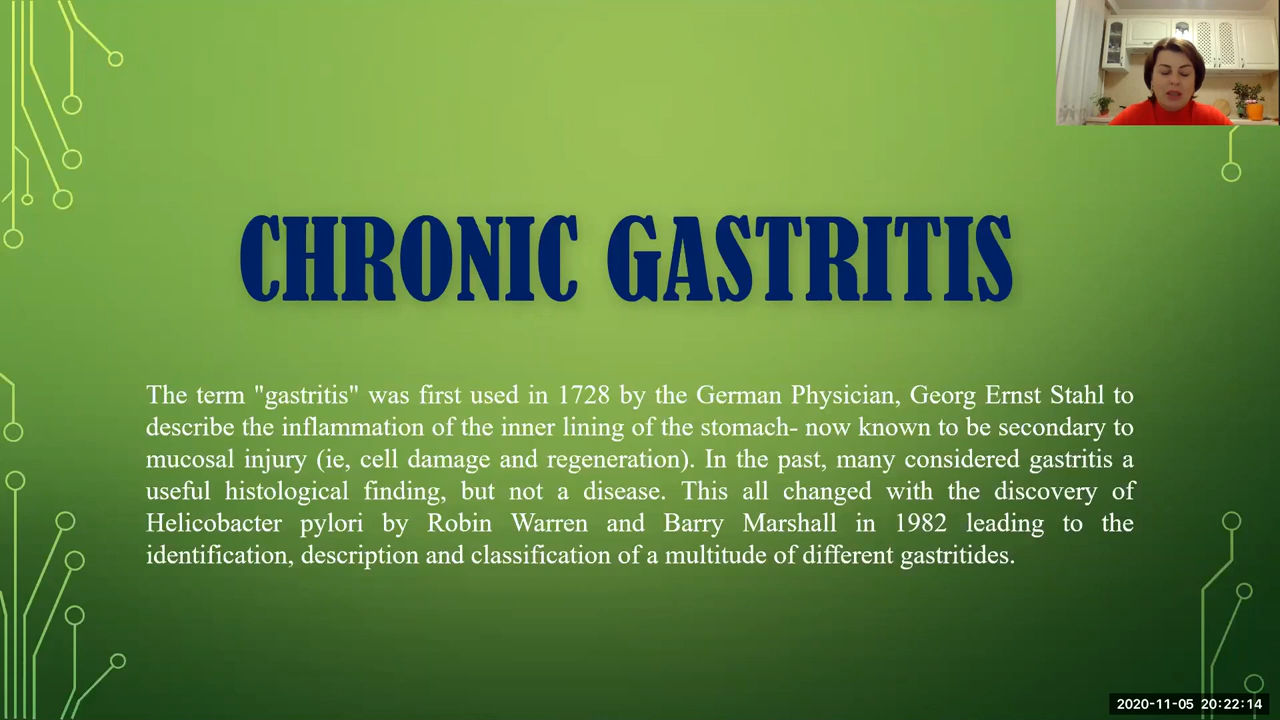 CHRONIC GASTRITIS
The term "gastritis" was first used in 1728 by the German Physician, Georg Ernst Stahl to
describe the inflammation of the inner lining of the stomach- now known to be secondary to
mucosal injury (ie, cell damage and regeneration). In the past, many considered gastritis a
useful histological finding, but not a disease. This all changed with the discovery of
Helicobacter pylori by Robin Warren and Barry Marshall in 1982 leading to the
identification, description and classification of a multitude of different gastritides.
2020-11-05 20:22:14